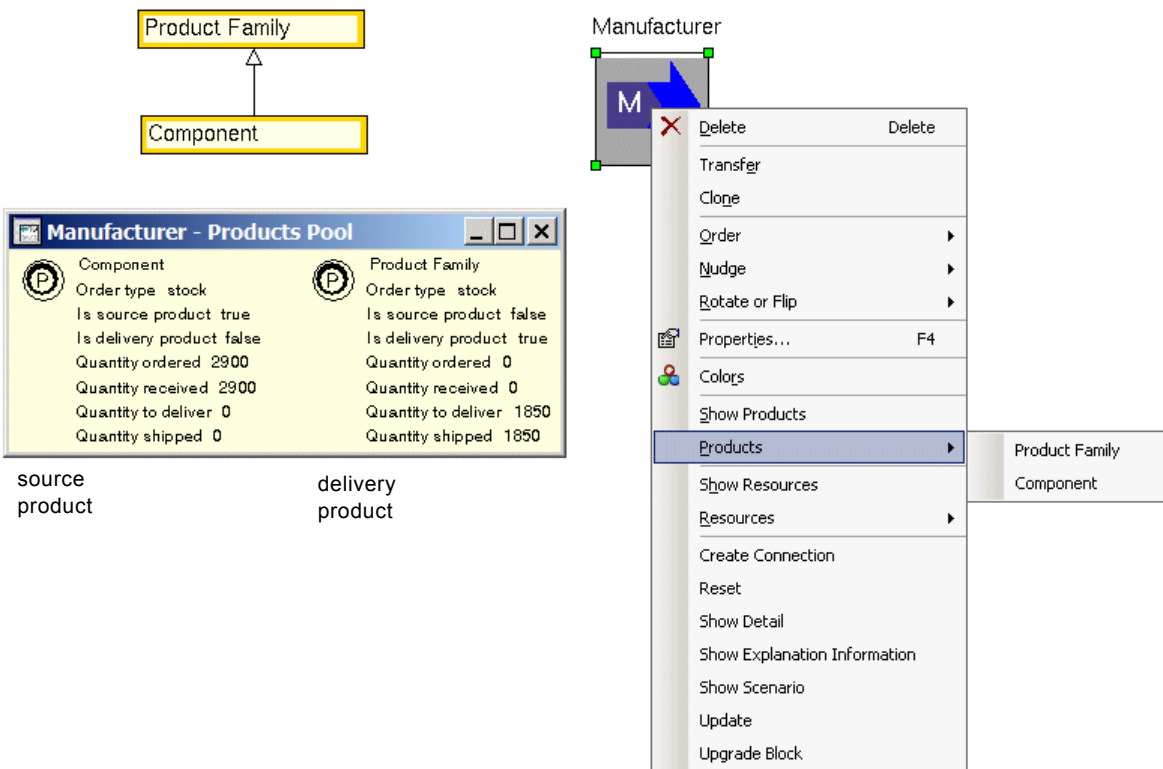 Product Family
Component
Manufacturer
M
Manufacturer - Products Pool
P
Component
Order type stock
Is source product true
Is delivery product false
Quantity ordered 2900
Quantity received 2900
Quantity to deliver 0
Quantity shipped 0
P
Product Family
Order type stock
Is source product false
Is delivery product true
Quantity ordered 0
Quantity received 0
Quantity to deliver 1850
Quantity shipped 1850
source
product
delivery
product
Delete Delete
Transfer
Clone
Order
Nudge
Rotate or Flip
Properties... F4
Colors
Show Products
Products
Product Family
Component
Show Resources
Resources
Create Connection
Reset
Show Detail
Show Explanation Information
Show Scenario
Update
Upgrade Block